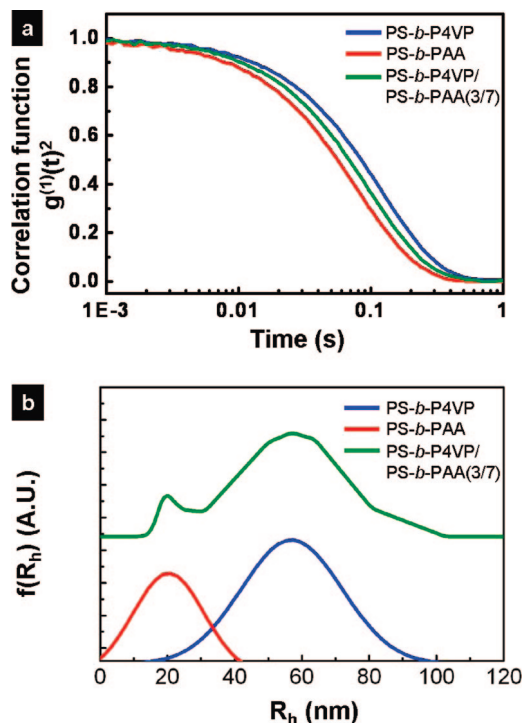 a
PS-b-P4VP
PS-b-PAA
PS-b-P4VP/
PS-b-PAA(3/7)
Correlation function
g(1)(t)2
1.0
0.8
0.6
0.4
0.2
0.0
1E-3
0.01
0.1
1
Time (s)
b
PS-b-P4VP
PS-b-PAA
PS-b-P4VP/
PS-b-PAA(3/7)
f(Rh) (A.U.)
0
20
40
60
80
100
120
Rh (nm)